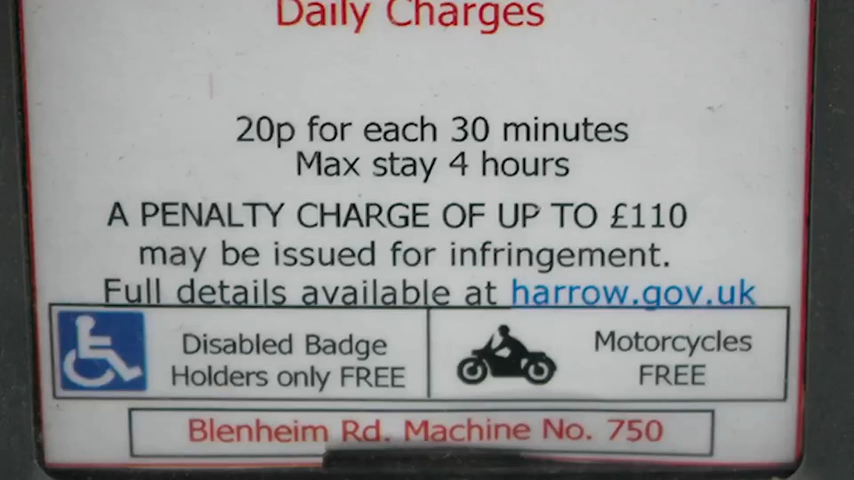 Daily Charges
20p for each 30 minutes
Max stay 4 hours
A PENALTY CHARGE OF UP TO £110
may be issued for infringement.
Full details available at harrow.gov.uk
Disabled Badge
Holders only FREE
Motorcycles
FREE
Blenheim Rd. Machine No. 750